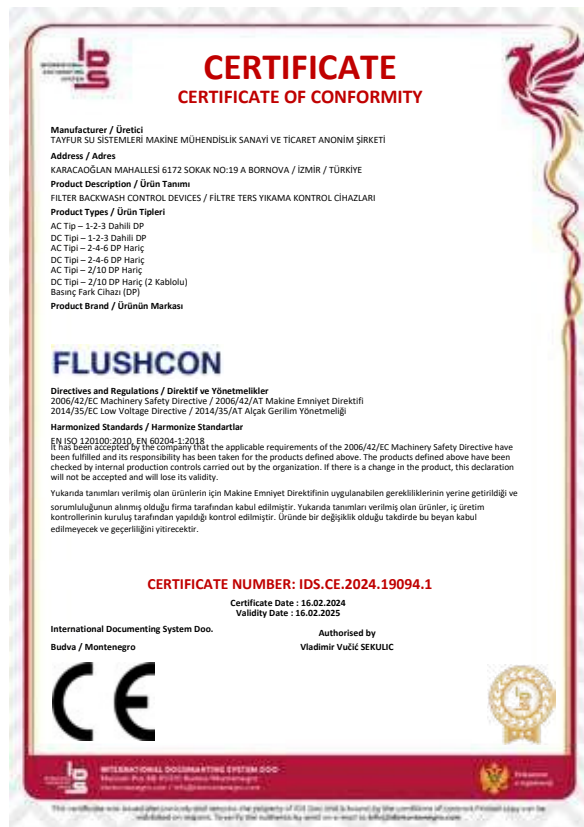 INTERNATIONAL
DOCUMENTING
SYSTEM
IDS
CERTIFICATE
CERTIFICATE OF CONFORMITY
Manufacturer / Üretici
TAYFUR SU SİSTEMLERİ MAKİNE MÜHENDİSLİK SANAYİ VE TİCARET ANONİM ŞİRKETİ
Address / Adres
KARACAOĞLAN MAHALLESİ 6172 SOKAK NO:19 A BORNOVA / İZMİR / TÜRKİYE
Product Description / Ürün Tanımı
FILTER BACKWASH CONTROL DEVICES / FİLTRE TERS YIKAMA KONTROL CİHAZLARI
Product Types / Ürün Tipleri
AC Tip – 1-2-3 Dahili DP
DC Tipi – 1-2-3 Dahili DP
AC Tipi – 2-4-6 DP Hariç
DC Tipi – 2-4-6 DP Hariç
AC Tipi – 2/10 DP Hariç
DC Tipi – 2/10 DP Hariç (2 Kablolu)
Basınç Fark Cihazı (DP)
Product Brand / Ürünün Markası
FLUSHCON
Directives and Regulations / Direktif ve Yönetmelikler
2006/42/EC Machinery Safety Directive / 2006/42/AT Makine Emniyet Direktifi
2014/35/EC Low Voltage Directive / 2014/35/AT Alçak Gerilim Yönetmeliği
Harmonized Standards / Harmonize Standartlar
EN ISO 120100:2010, EN 60204-1:2018
It has been accepted by the company that the applicable requirements of the 2006/42/EC Machinery Safety Directive have
been fulfilled and its responsibility has been taken for the products defined above. The products defined above have been
checked by internal production controls carried out by the organization. If there is a change in the product, this declaration
will not be accepted and will lose its validity.
Yukarıda tanımları verilmiş olan ürünler için Makine Emniyet Direktifinin uygulanabilen gerekliliklerinin yerine getirildiği ve
sorumluluğunun alınmış olduğu firma tarafından kabul edilmiştir. Yukarıda tanımları verilmiş olan ürünler, iç üretim
kontrollerinin kuruluş tarafından yapıldığı kontrol edilmiştir. Üründe bir değişiklik olduğu takdirde bu beyan kabul
edilmeyecek ve geçerliliğini yitirecektir.
CERTIFICATE NUMBER: IDS.CE.2024.19094.1
Certificate Date : 16.02.2024
Validity Date : 16.02.2025
International Documenting System Doo.
Authorised by
Budva / Montenegro
Vladimir Vučić SEKULIC
CE
IDS
INTERNATIONAL DOCUMANTING SYSTEM DOO